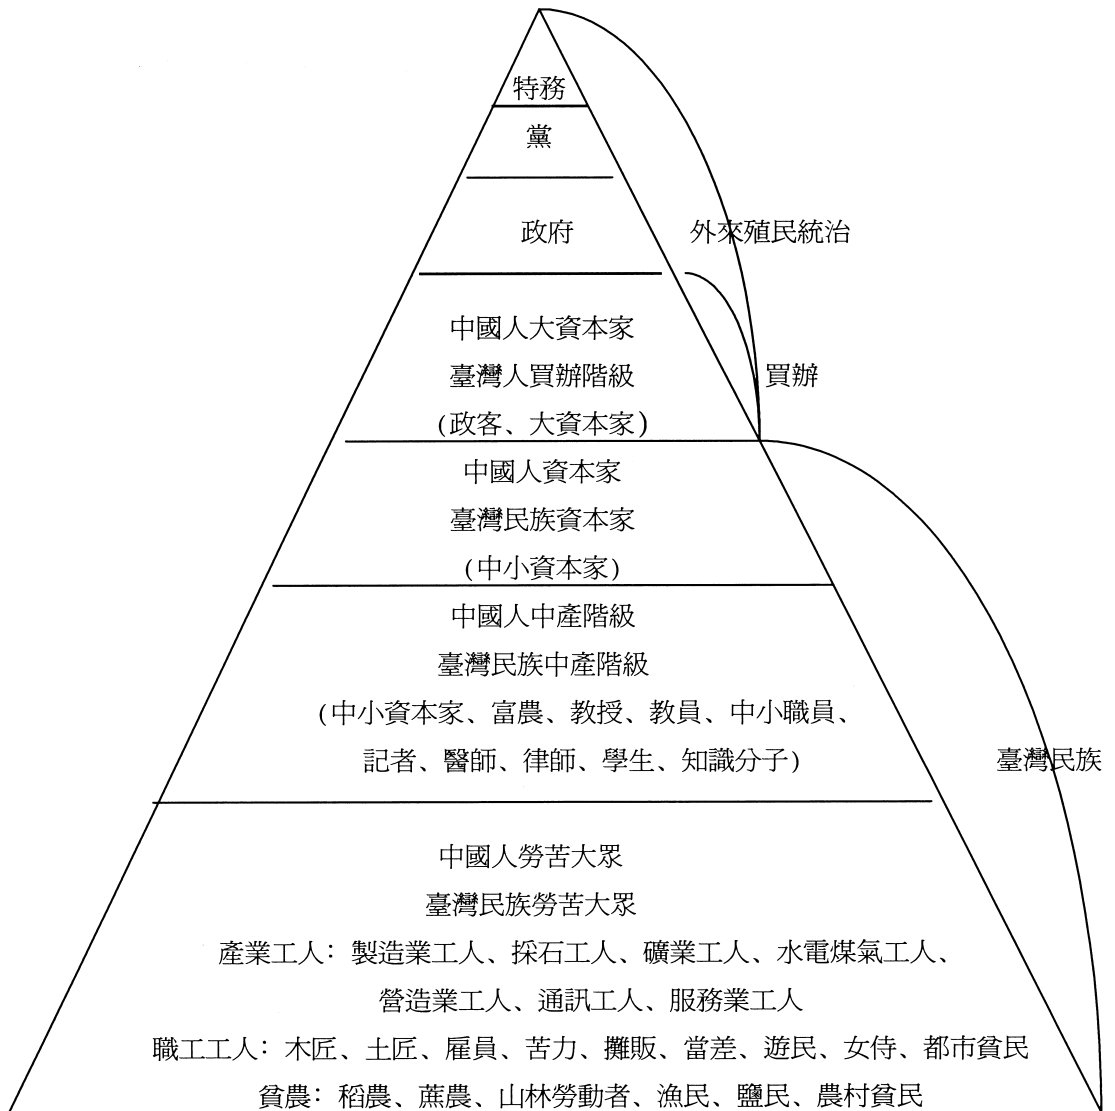 特務
黨
政府
外來殖民統治
中國人大資本家
臺灣人買辦階級
買辦
(政客、大資本家)
中國人資本家
臺灣民族資本家
(中小資本家)
中國人中產階級
臺灣民族中產階級
(中小資本家、富農、教授、教員、中小職員、
記者、醫師、律師、學生、知識分子)
臺灣民族
中國人勞苦大眾
臺灣民族勞苦大眾
產業工人：製造業工人、採石工人、礦業工人、水電煤氣工人、
營造業工人、通訊工人、服務業工人
職工工人：木匠、土匠、雇員、苦力、攤販、當差、遊民、女侍、都市貧民
貧農：稻農、蔗農、山林勞動者、漁民、鹽民、農村貧民